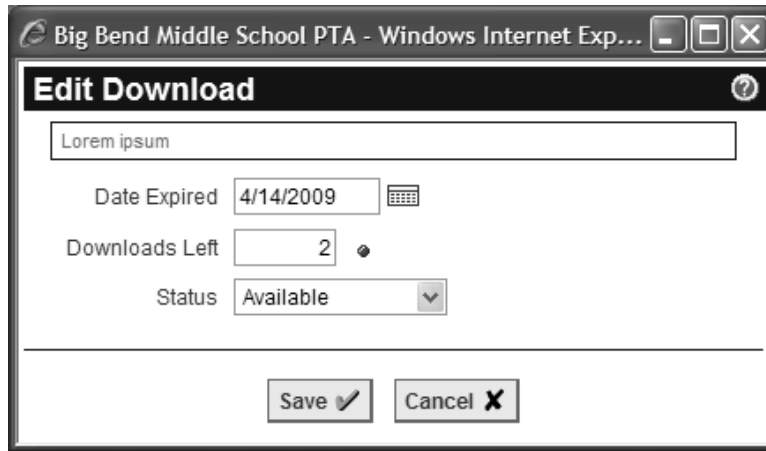 Big Bend Middle School PTA - Windows Internet Exp...
Edit Download
Lorem ipsum
Date Expired 4/14/2009
Downloads Left 2
Status Available
Save Cancel